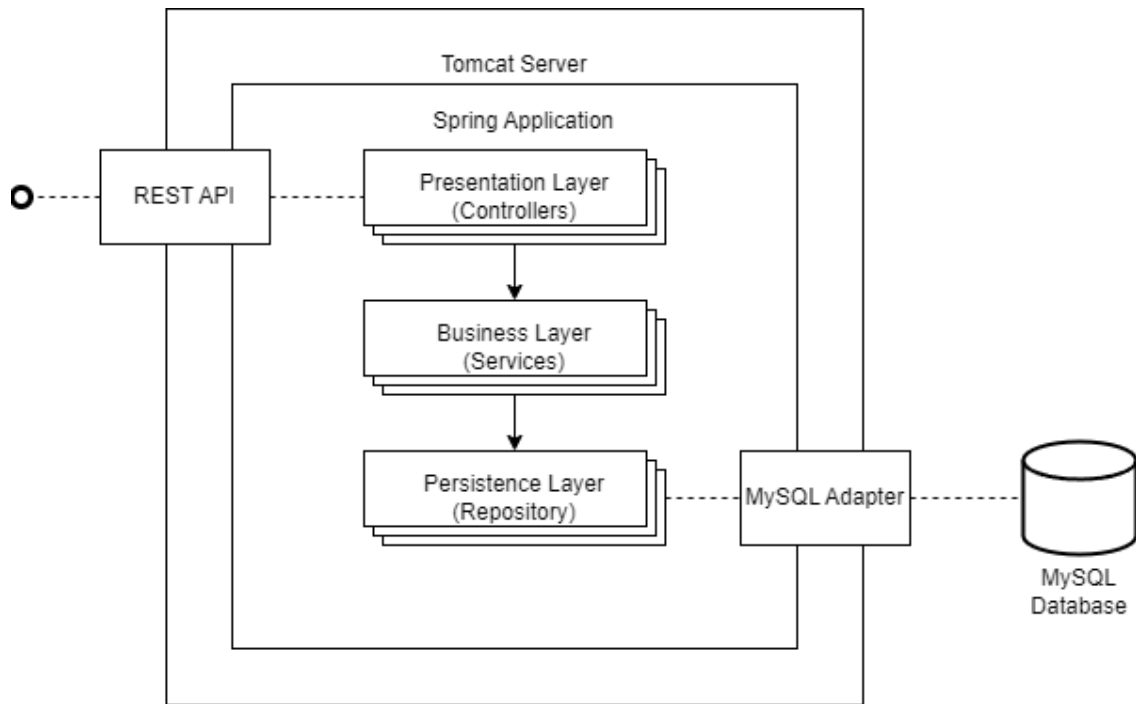 Tomcat Server
Spring Application
REST API
Presentation Layer
(Controllers)
Business Layer
(Services)
Persistence Layer
(Repository)
MySQL Adapter
MySQL
Database